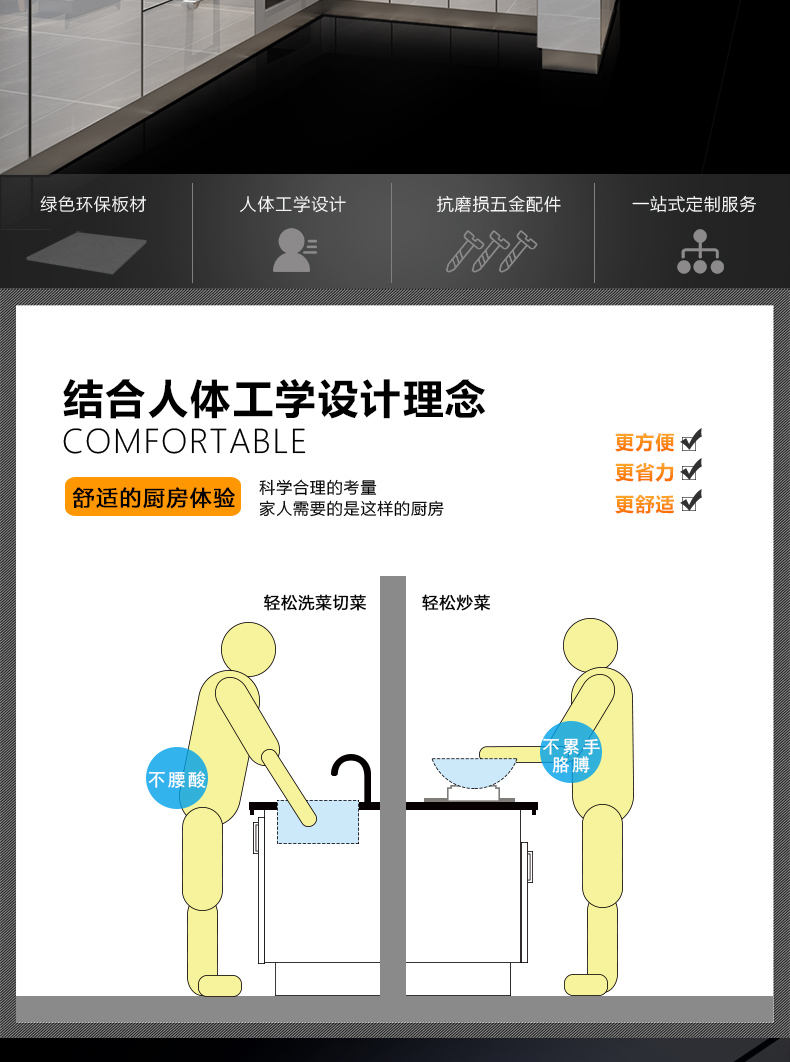 绿色环保板材
人体工学设计
抗磨损五金配件
一站式定制服务
结合人体工学设计理念
COMFORTABLE
舒适的厨房体验
科学合理的考量
家人需要的是这样的厨房
更方便
更省力
更舒适
轻松洗菜切菜
轻松炒菜
不腰酸
不累手
胳膊